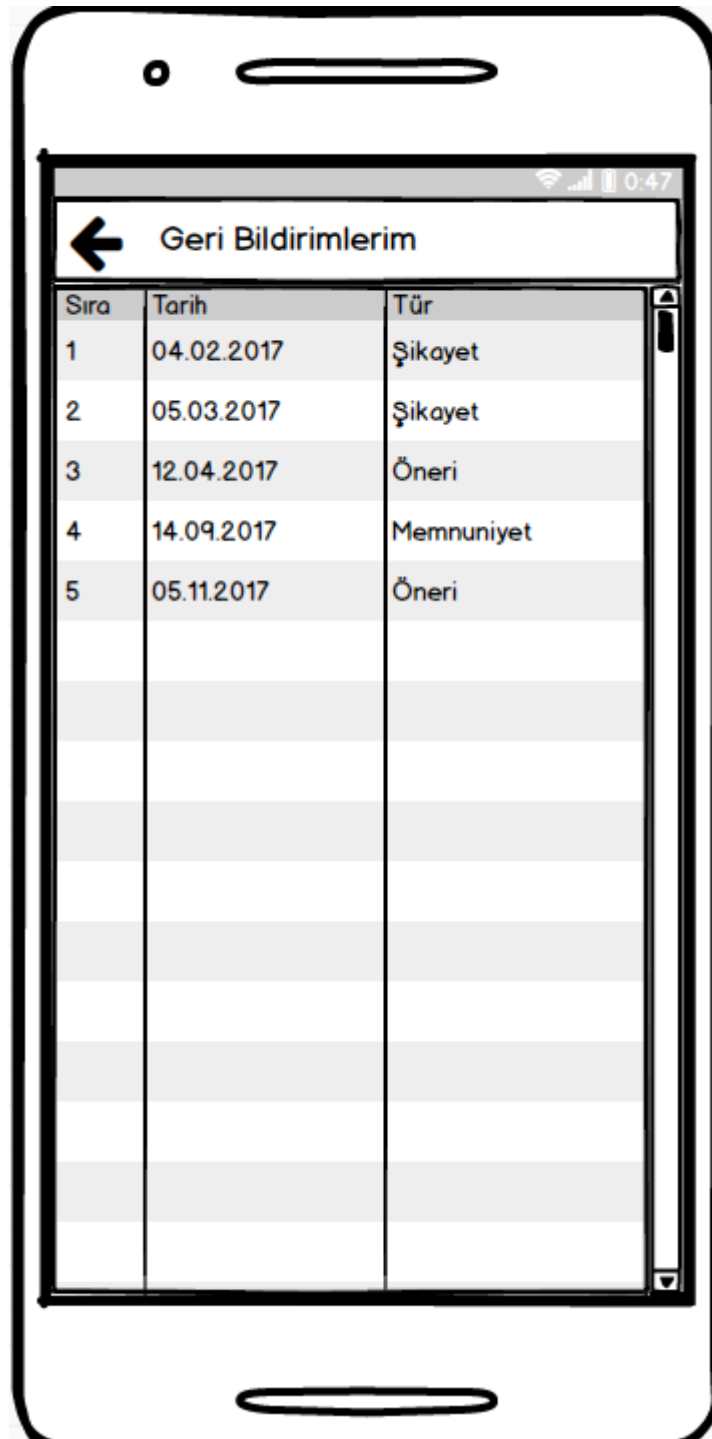 0:47
Geri Bildirimlerim
Sıra Tarih Tür
1 04.02.2017 Şikayet
2 05.03.2017 Şikayet
3 12.04.2017 Öneri
4 14.09.2017 Memnuniyet
5 05.11.2017 Öneri